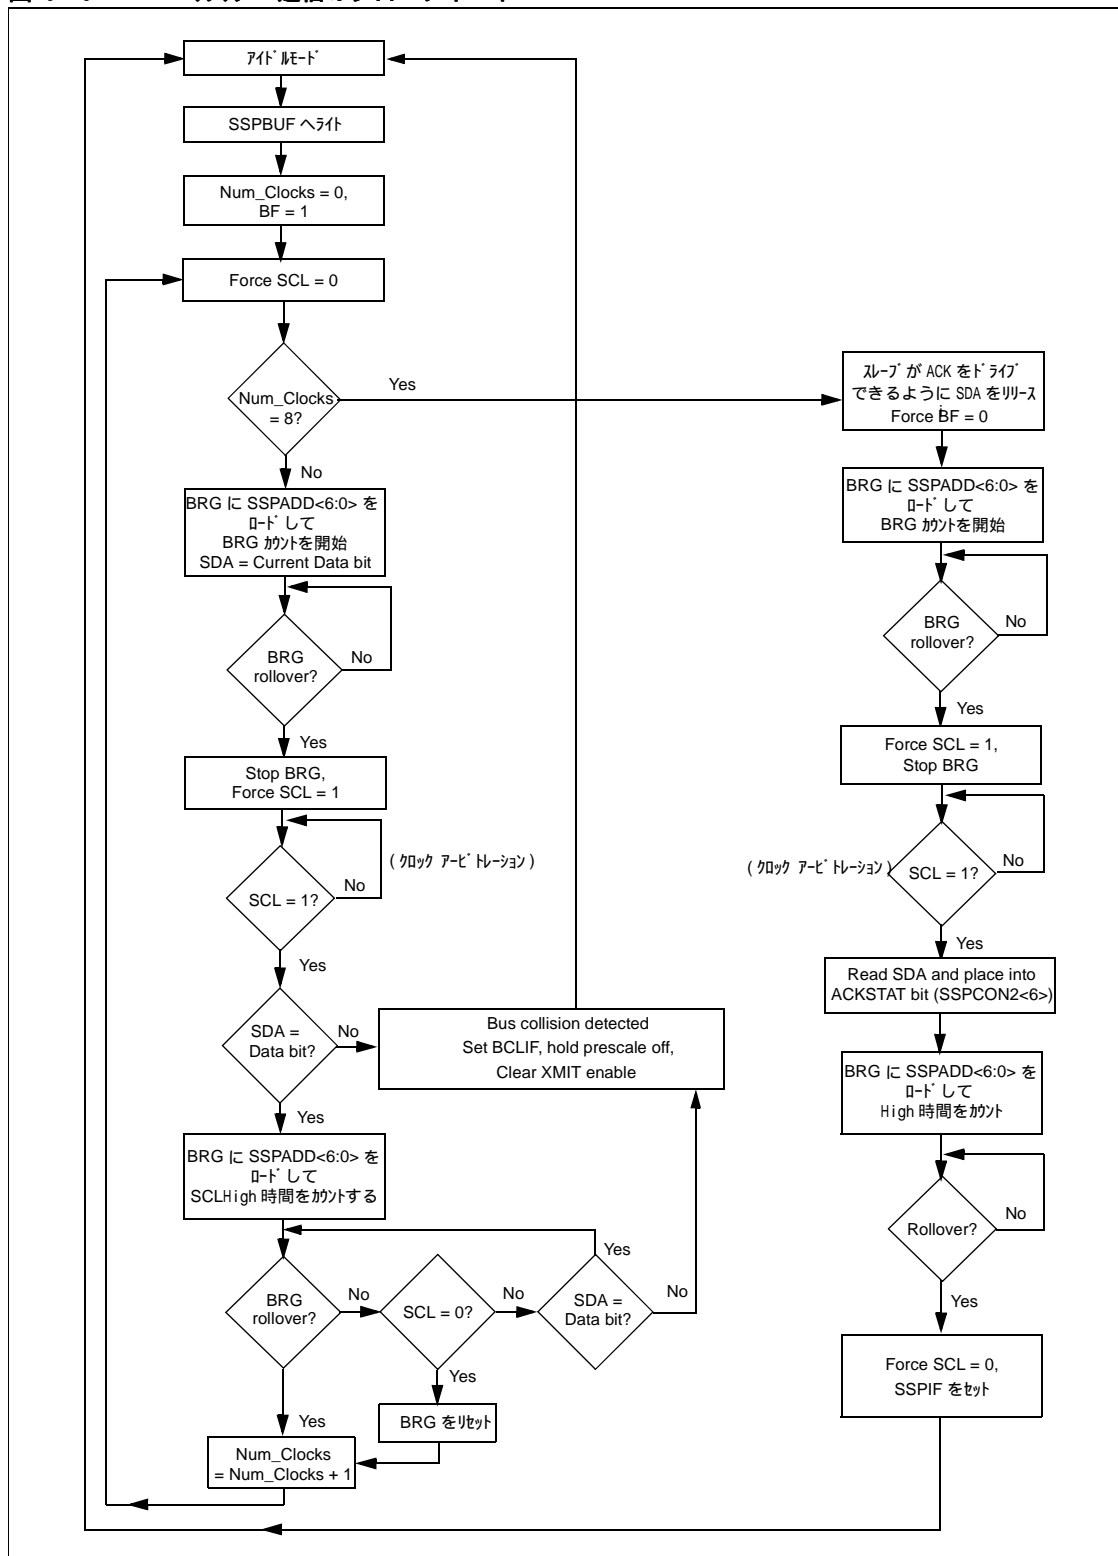 ｱｲﾄﾞﾙﾓｰﾄﾞ
SSPBUF へﾗｲﾄ
Num_Clocks = 0,
BF = 1
Force SCL = 0
Num_Clocks
= 8?
Yes
No
BRG に SSPADD<6:0> を
ﾛｰﾄﾞして
BRG ｶｳﾝﾄを開始
SDA = Current Data bit
BRG
rollover?
No
Yes
Stop BRG,
Force SCL = 1
( ｸﾛｯｸ ｱｰﾋﾞﾄﾚｰｼｮﾝ )
SCL = 1?
No
Yes
SDA =
Data bit?
No
Bus collision detected
Set BCLIF, hold prescale off,
Clear XMIT enable
Yes
BRG に SSPADD<6:0> を
ﾛｰﾄﾞして
SCLHigh 時間をｶｳﾝﾄする
BRG
rollover?
No
SCL = 0?
No
SDA =
Data bit?
Yes
No
Yes
BRG をﾘｾｯﾄ
Yes
Num_Clocks
= Num_Clocks + 1
ｽﾚｰﾌﾞが ACK をﾄﾞﾗｲﾌﾞ
できるように SDA をﾘﾘｰｽ
Force BF = 0
BRG に SSPADD<6:0> を
ﾛｰﾄﾞして
BRG ｶｳﾝﾄを開始
BRG
rollover?
No
Yes
Force SCL = 1,
Stop BRG
( ｸﾛｯｸ ｱｰﾋﾞﾄﾚｰｼｮﾝ )
SCL = 1?
No
Yes
Read SDA and place into
ACKSTAT bit (SSPCON2<6>)
BRG に SSPADD<6:0> を
ﾛｰﾄﾞして
High 時間をｶｳﾝﾄ
Rollover?
No
Yes
Force SCL = 0,
SSPIF をｾｯﾄ